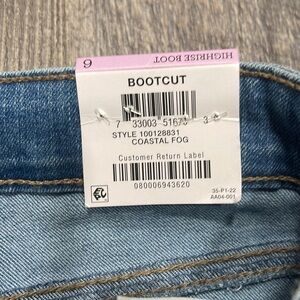 6
HIGHRISE BOOT
BOOTCUT
7 33003 51673 3
STYLE 100128831
COASTAL FOG
Customer Return Label
080006943620
35-P1-22
AA04-001